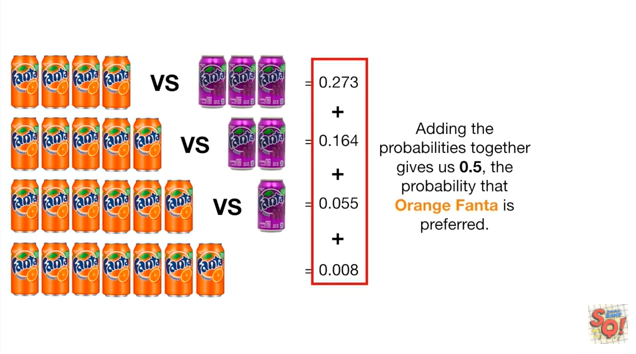 Fanta Fanta Fanta Fanta VS Fanta Fanta Fanta = 0.273
+
Fanta Fanta Fanta Fanta Fanta VS Fanta Fanta = 0.164
+
Fanta Fanta Fanta Fanta Fanta Fanta VS Fanta = 0.055
+
Fanta Fanta Fanta Fanta Fanta Fanta Fanta = 0.008
Adding the
probabilities together
gives us 0.5, the
probability that
Orange Fanta is
preferred.
SQ!